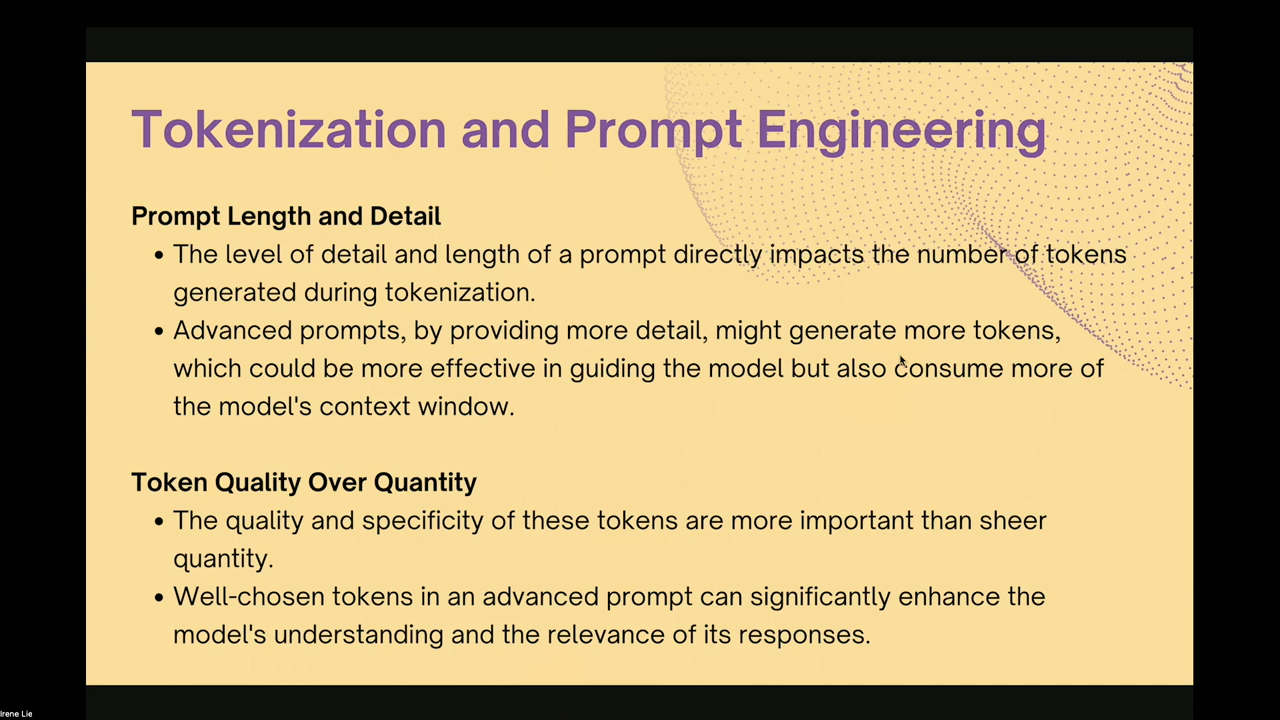 Tokenization and Prompt Engineering
Prompt Length and Detail
• The level of detail and length of a prompt directly impacts the number of tokens
generated during tokenization.
• Advanced prompts, by providing more detail, might generate more tokens,
which could be more effective in guiding the model but also consume more of
the model's context window.
Token Quality Over Quantity
• The quality and specificity of these tokens are more important than sheer
quantity.
• Well-chosen tokens in an advanced prompt can significantly enhance the
model's understanding and the relevance of its responses.
Irene Lie